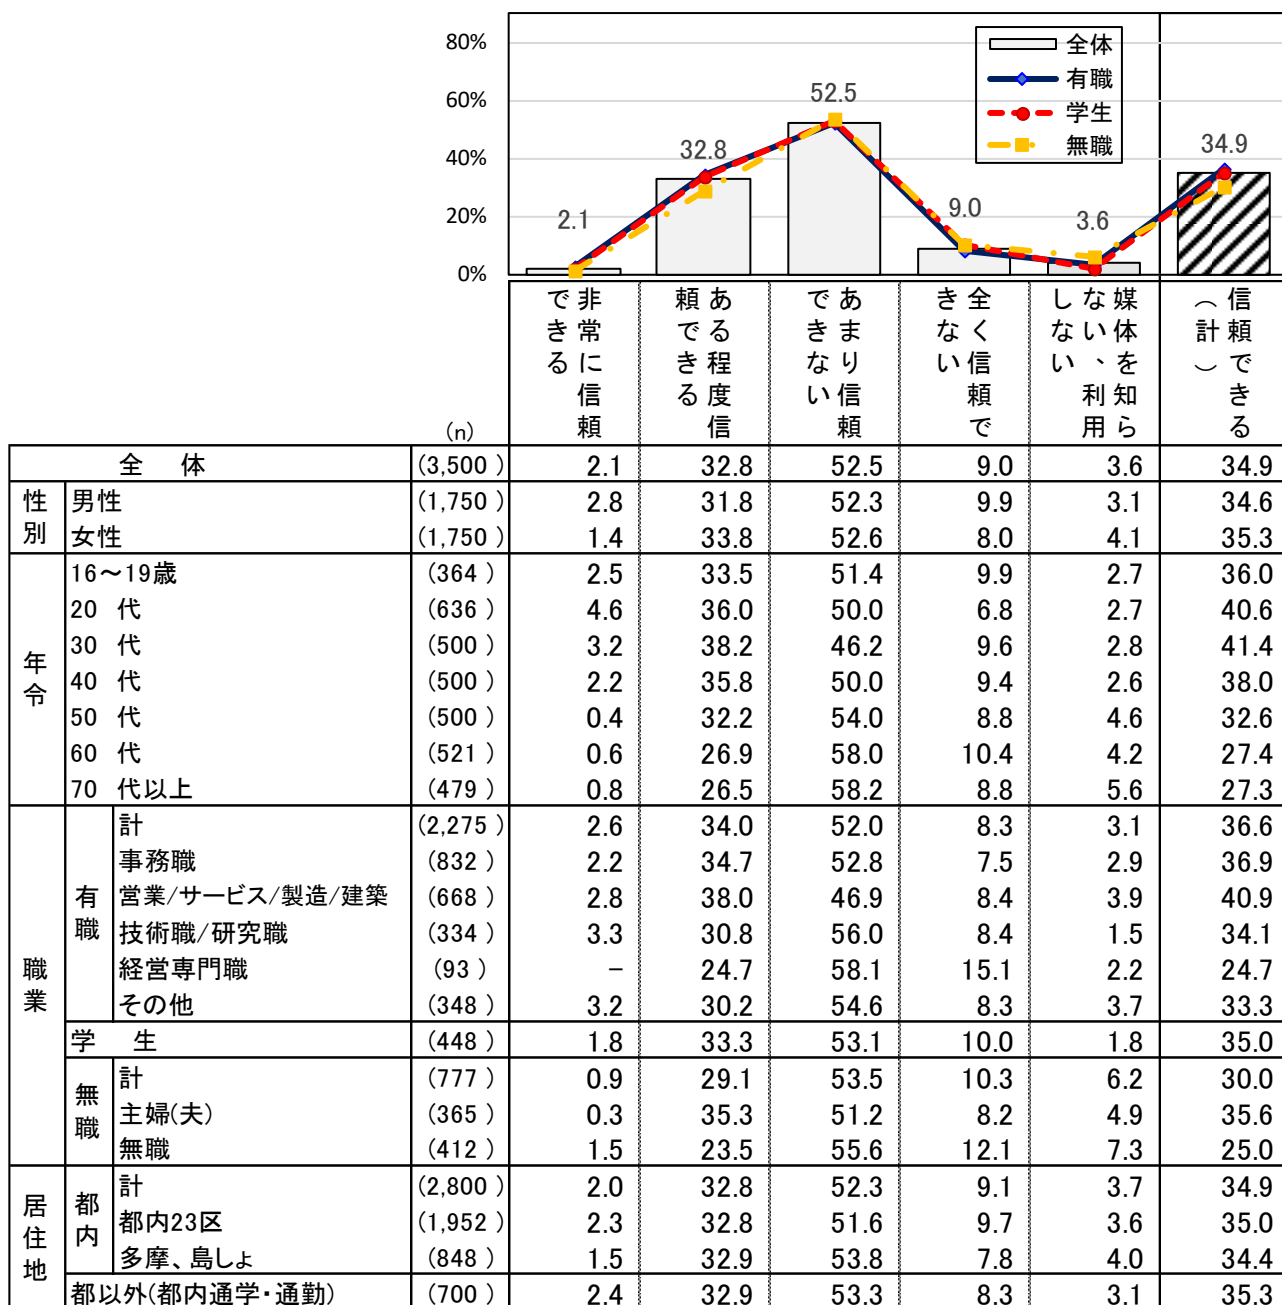 80%
60%
40%
20%
0%
全体
有職
学生
無職
2.1
32.8
52.5
9.0
3.6
34.9
(n)
非常に信頼できる
ある程度信頼できる
あまり信頼できない
全く信頼できない
媒体を知らない、利用しない
信頼できる（計）
全 体 (3,500 ) 2.1 32.8 52.5 9.0 3.6 34.9
性別
男性 (1,750 ) 2.8 31.8 52.3 9.9 3.1 34.6
女性 (1,750 ) 1.4 33.8 52.6 8.0 4.1 35.3
年令
16～19歳 (364 ) 2.5 33.5 51.4 9.9 2.7 36.0
20 代 (636 ) 4.6 36.0 50.0 6.8 2.7 40.6
30 代 (500 ) 3.2 38.2 46.2 9.6 2.8 41.4
40 代 (500 ) 2.2 35.8 50.0 9.4 2.6 38.0
50 代 (500 ) 0.4 32.2 54.0 8.8 4.6 32.6
60 代 (521 ) 0.6 26.9 58.0 10.4 4.2 27.4
70 代以上 (479 ) 0.8 26.5 58.2 8.8 5.6 27.3
職業
有職
計 (2,275 ) 2.6 34.0 52.0 8.3 3.1 36.6
事務職 (832 ) 2.2 34.7 52.8 7.5 2.9 36.9
営業/サービス/製造/建築 (668 ) 2.8 38.0 46.9 8.4 3.9 40.9
技術職/研究職 (334 ) 3.3 30.8 56.0 8.4 1.5 34.1
経営専門職 (93 ) － 24.7 58.1 15.1 2.2 24.7
その他 (348 ) 3.2 30.2 54.6 8.3 3.7 33.3
学 生 (448 ) 1.8 33.3 53.1 10.0 1.8 35.0
無職
計 (777 ) 0.9 29.1 53.5 10.3 6.2 30.0
主婦(夫) (365 ) 0.3 35.3 51.2 8.2 4.9 35.6
無職 (412 ) 1.5 23.5 55.6 12.1 7.3 25.0
居住地
都内
計 (2,800 ) 2.0 32.8 52.3 9.1 3.7 34.9
都内23区 (1,952 ) 2.3 32.8 51.6 9.7 3.6 35.0
多摩、島しょ (848 ) 1.5 32.9 53.8 7.8 4.0 34.4
都以外(都内通学・通勤) (700 ) 2.4 32.9 53.3 8.3 3.1 35.3